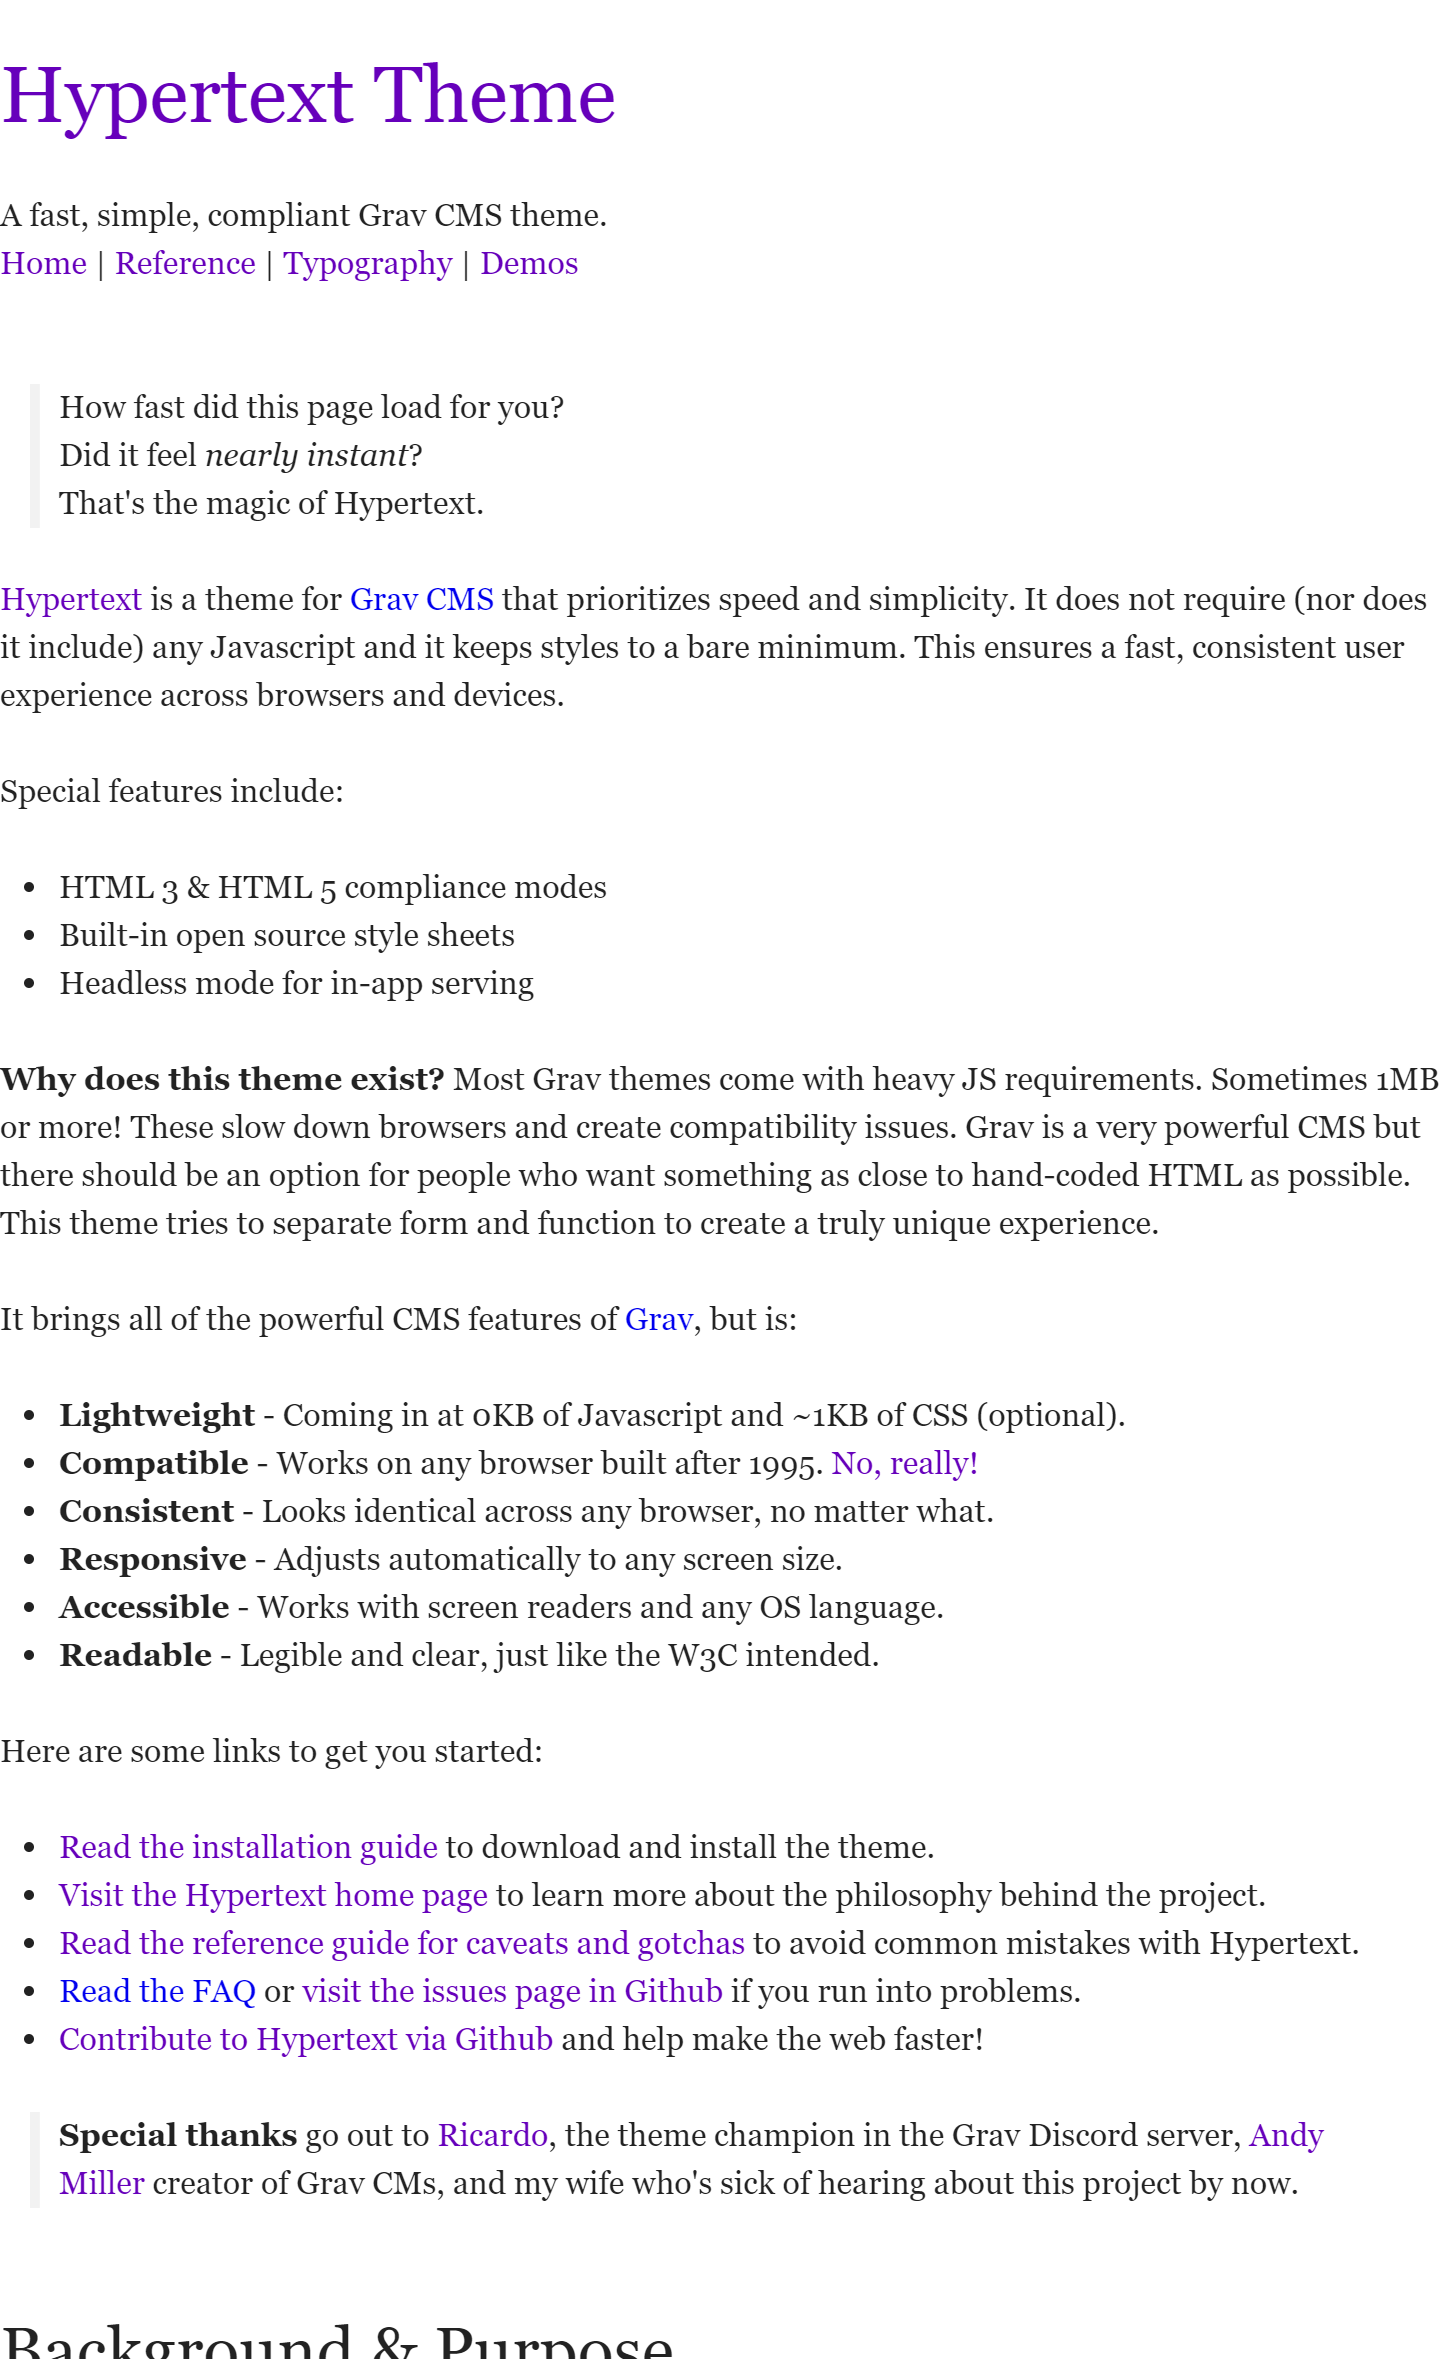 Hypertext Theme
A fast, simple, compliant Grav CMS theme.
Home | Reference | Typography | Demos
How fast did this page load for you?
Did it feel nearly instant?
That's the magic of Hypertext.
Hypertext is a theme for Grav CMS that prioritizes speed and simplicity. It does not require (nor does
it include) any Javascript and it keeps styles to a bare minimum. This ensures a fast, consistent user
experience across browsers and devices.
Special features include:
• HTML 3 & HTML 5 compliance modes
• Built-in open source style sheets
• Headless mode for in-app serving
Why does this theme exist? Most Grav themes come with heavy JS requirements. Sometimes 1MB
or more! These slow down browsers and create compatibility issues. Grav is a very powerful CMS but
there should be an option for people who want something as close to hand-coded HTML as possible.
This theme tries to separate form and function to create a truly unique experience.
It brings all of the powerful CMS features of Grav, but is:
• Lightweight - Coming in at 0KB of Javascript and ~1KB of CSS (optional).
• Compatible - Works on any browser built after 1995. No, really!
• Consistent - Looks identical across any browser, no matter what.
• Responsive - Adjusts automatically to any screen size.
• Accessible - Works with screen readers and any OS language.
• Readable - Legible and clear, just like the W3C intended.
Here are some links to get you started:
• Read the installation guide to download and install the theme.
• Visit the Hypertext home page to learn more about the philosophy behind the project.
• Read the reference guide for caveats and gotchas to avoid common mistakes with Hypertext.
• Read the FAQ or visit the issues page in Github if you run into problems.
• Contribute to Hypertext via Github and help make the web faster!
Special thanks go out to Ricardo, the theme champion in the Grav Discord server, Andy
Miller creator of Grav CMs, and my wife who's sick of hearing about this project by now.
Background & Purpose